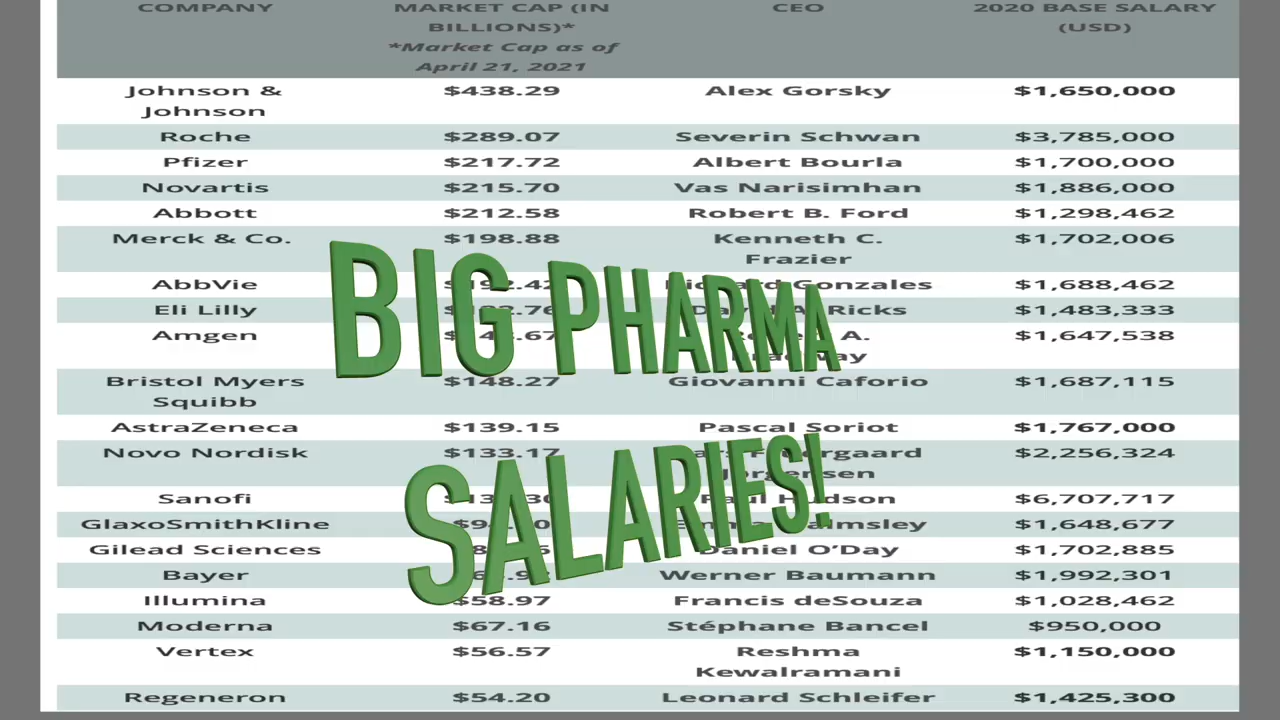 COMPANY MARKET CAP (IN CEO 2020 BASE SALARY
BILLIONS)* (USD)
*Market Cap as of
April 21, 2021
Johnson & $438.29 Alex Gorsky $1,650,000
Johnson
Roche $289.07 Severin Schwan $3,785,000
Pfizer $217.72 Albert Bourla $1,700,000
Novartis $215.70 Vas Narisimhan $1,886,000
Abbott $212.58 Robert B. Ford $1,298,462
Merck & Co. $198.88 Kenneth C. $1,702,006
Frazier
AbbVie Gonzales $1,688,462
Eli Lilly Ricks $1,483,333
Amgen A. $1,647,538
BIG PHARMA
Bristol Myers $148.27 Giovanni Caforio $1,687,115
Squibb
AstraZeneca $139.15 Pascal Soriot $1,767,000
Novo Nordisk $133.17 $2,256,324
Sanofi Paul Hudson $6,707,717
SALARIES!
GlaxoSmithKline $1,648,677
Gilead Sciences Daniel O’Day $1,702,885
Bayer Werner Baumann $1,992,301
Illumina $58.97 Francis deSouza $1,028,462
Moderna $67.16 Stéphane Bancel $950,000
Vertex $56.57 Reshma $1,150,000
Kewalramani
Regeneron $54.20 Leonard Schleifer $1,425,300